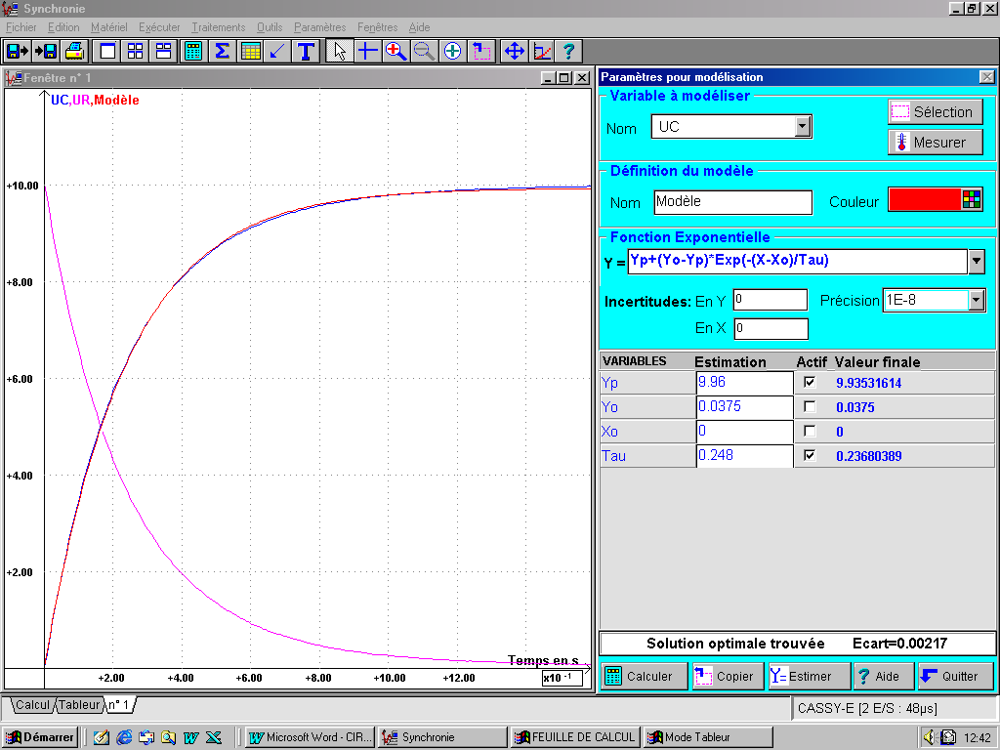 Synchronie
Fichier Edition Matériel Exécuter Traitements Outils Paramètres Fenêtres Aide
Fenêtre n° 1
UC,UR,Modèle
+10.00
+8.00
+6.00
+4.00
+2.00
Temps en s
+2.00 +4.00 +6.00 +8.00 +10.00 +12.00 x10 -1
Paramètres pour modélisation
Variable à modéliser
Nom UC
Sélection
Mesurer
Définition du modèle
Nom Modèle Couleur
Fonction Exponentielle
Y = Yp+(Yo-Yp)*Exp(-(X-Xo)/Tau)
Incertitudes: En Y 0 Précision 1E-8
En X 0
VARIABLES Estimation Actif Valeur finale
Yp 9.96 9.93531614
Yo 0.0375 0.0375
Xo 0 0
Tau 0.248 0.23680389
Solution optimale trouvée Ecart=0.00217
Calculer Copier Y= Estimer ? Aide Quitter
Calcul Tableur n° 1
CASSY-E [2 E/S : 48µs]
Démarrer Microsoft Word - CIR... Synchronie FEUILLE DE CALCUL Mode Tableur 12:42